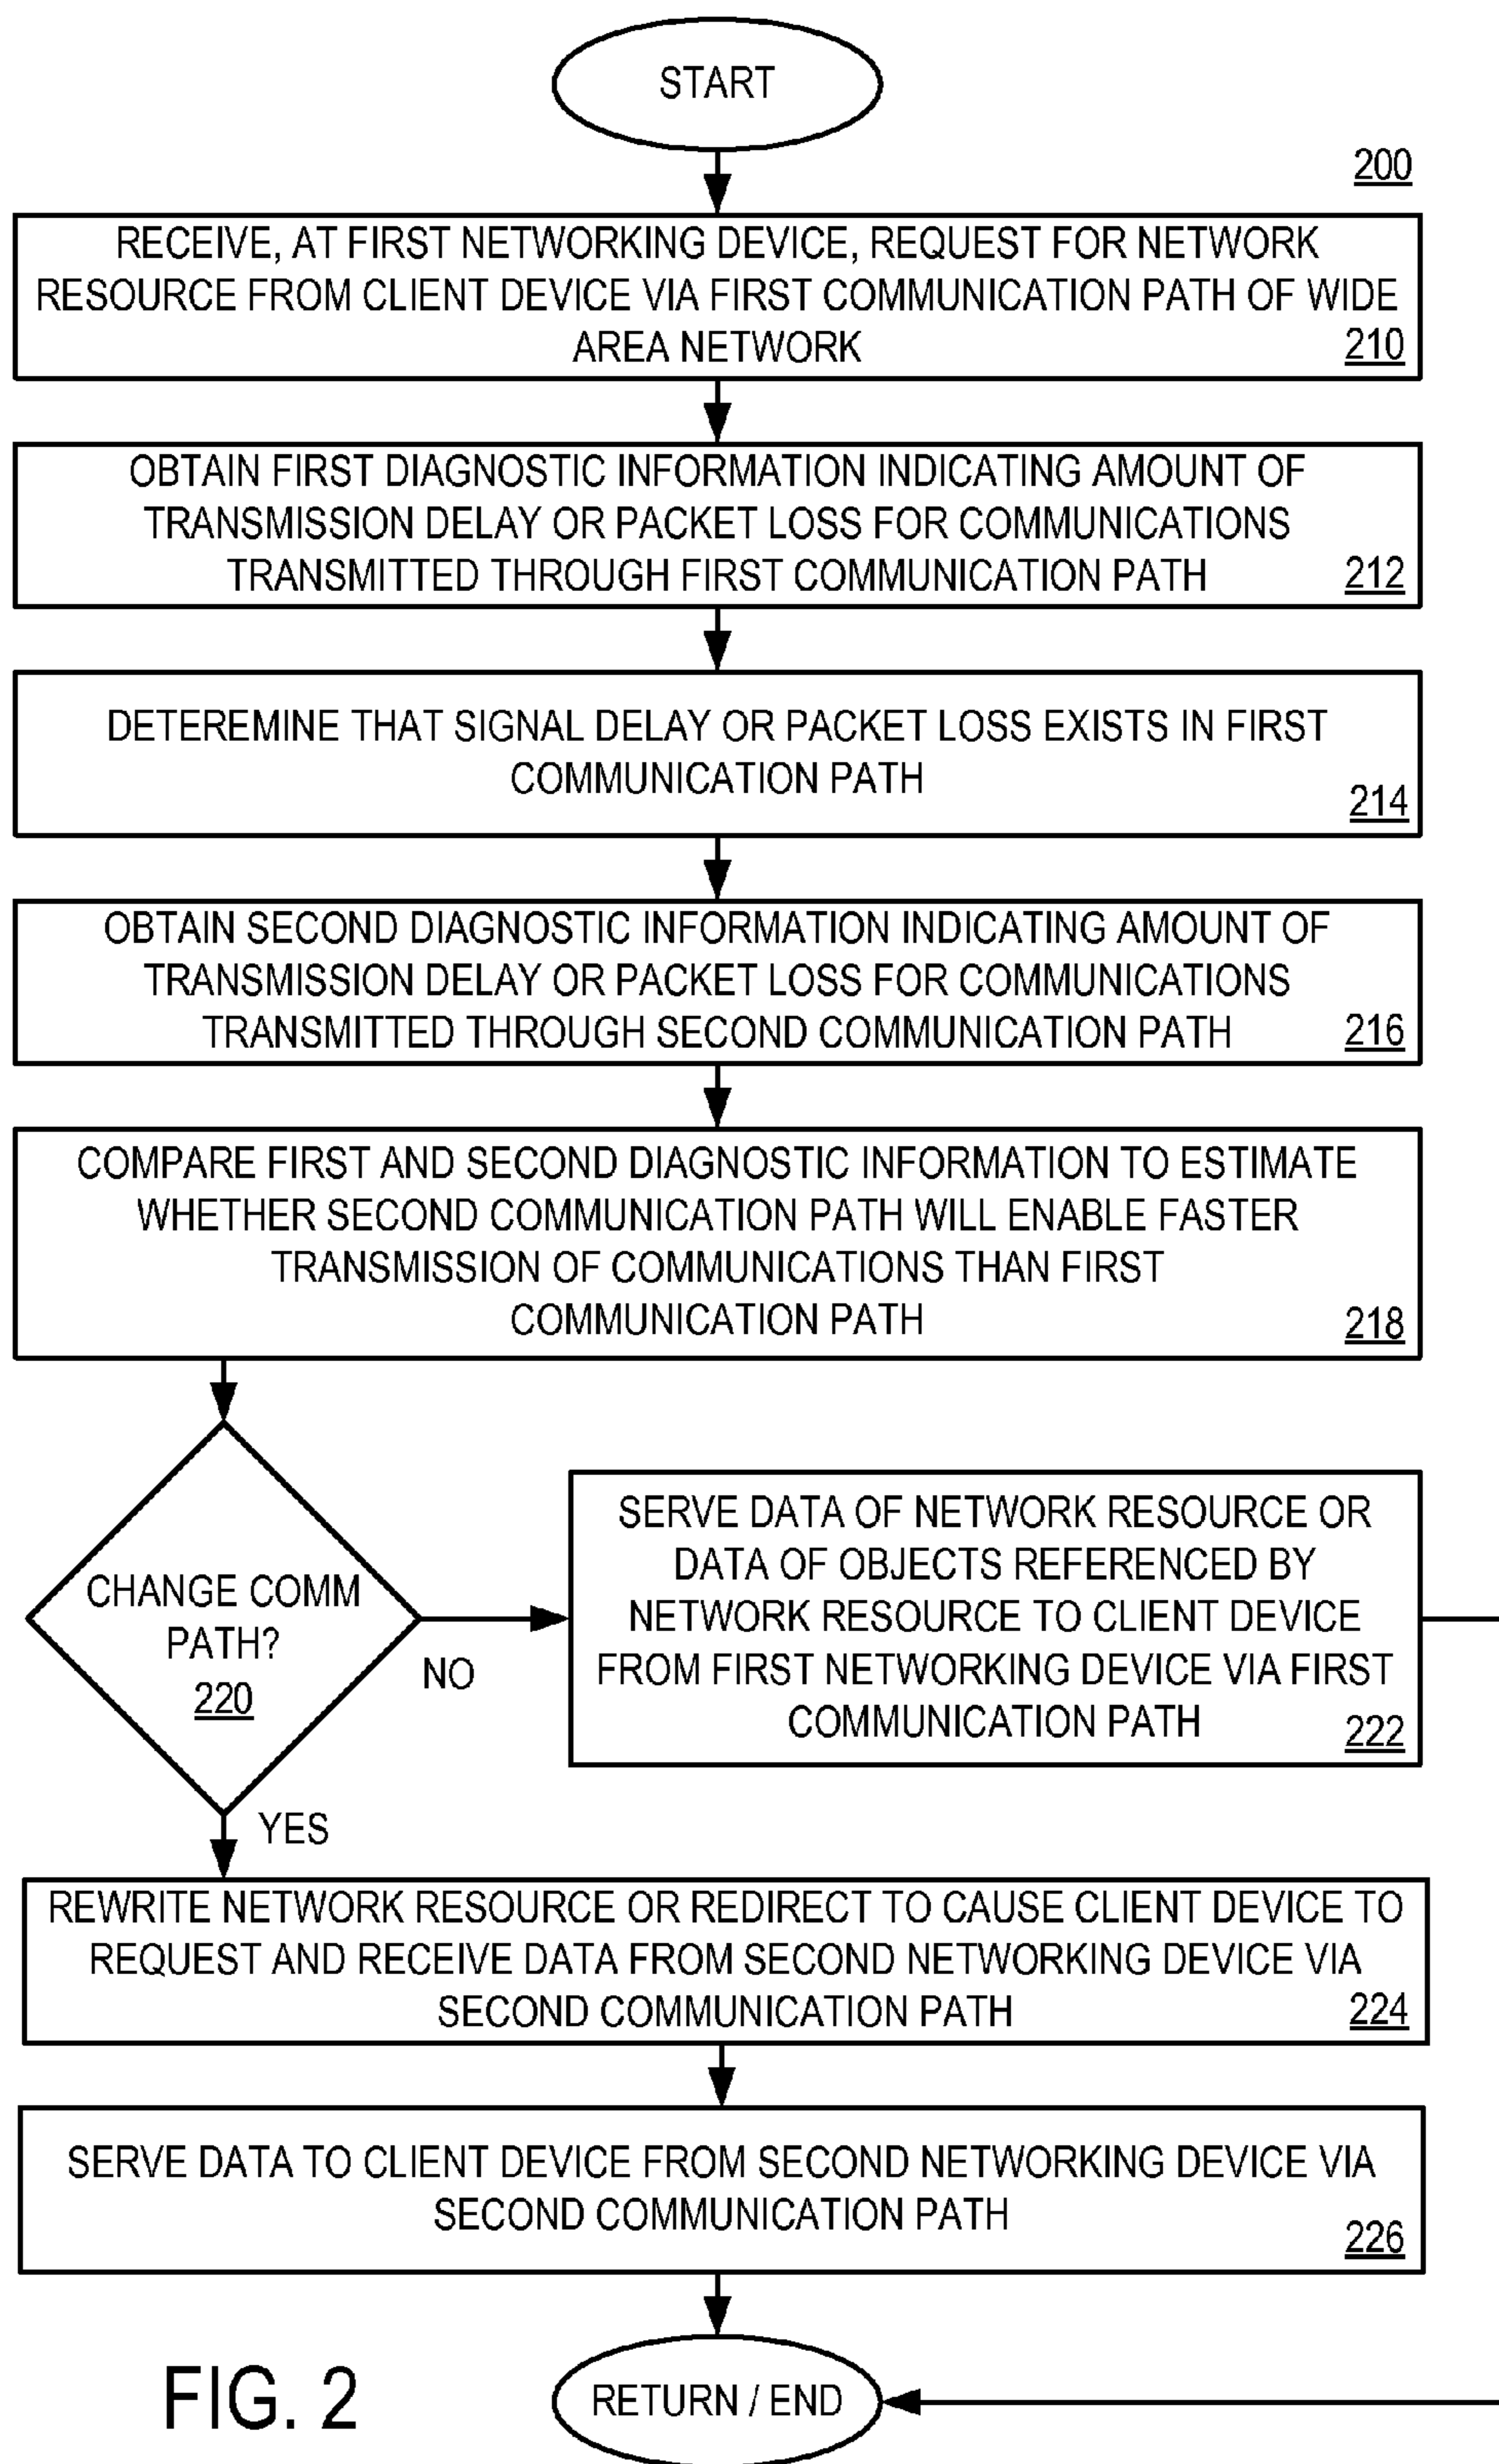 START
200
RECEIVE, AT FIRST NETWORKING DEVICE, REQUEST FOR NETWORK
RESOURCE FROM CLIENT DEVICE VIA FIRST COMMUNICATION PATH OF WIDE
AREA NETWORK
210
OBTAIN FIRST DIAGNOSTIC INFORMATION INDICATING AMOUNT OF
TRANSMISSION DELAY OR PACKET LOSS FOR COMMUNICATIONS
TRANSMITTED THROUGH FIRST COMMUNICATION PATH
212
DETEREMINE THAT SIGNAL DELAY OR PACKET LOSS EXISTS IN FIRST
COMMUNICATION PATH
214
OBTAIN SECOND DIAGNOSTIC INFORMATION INDICATING AMOUNT OF
TRANSMISSION DELAY OR PACKET LOSS FOR COMMUNICATIONS
TRANSMITTED THROUGH SECOND COMMUNICATION PATH
216
COMPARE FIRST AND SECOND DIAGNOSTIC INFORMATION TO ESTIMATE
WHETHER SECOND COMMUNICATION PATH WILL ENABLE FASTER
TRANSMISSION OF COMMUNICATIONS THAN FIRST
COMMUNICATION PATH
218
CHANGE COMM
PATH?
220
NO
SERVE DATA OF NETWORK RESOURCE OR
DATA OF OBJECTS REFERENCED BY
NETWORK RESOURCE TO CLIENT DEVICE
FROM FIRST NETWORKING DEVICE VIA FIRST
COMMUNICATION PATH
222
YES
REWRITE NETWORK RESOURCE OR REDIRECT TO CAUSE CLIENT DEVICE TO
REQUEST AND RECEIVE DATA FROM SECOND NETWORKING DEVICE VIA
SECOND COMMUNICATION PATH
224
SERVE DATA TO CLIENT DEVICE FROM SECOND NETWORKING DEVICE VIA
SECOND COMMUNICATION PATH
226
RETURN / END
FIG. 2